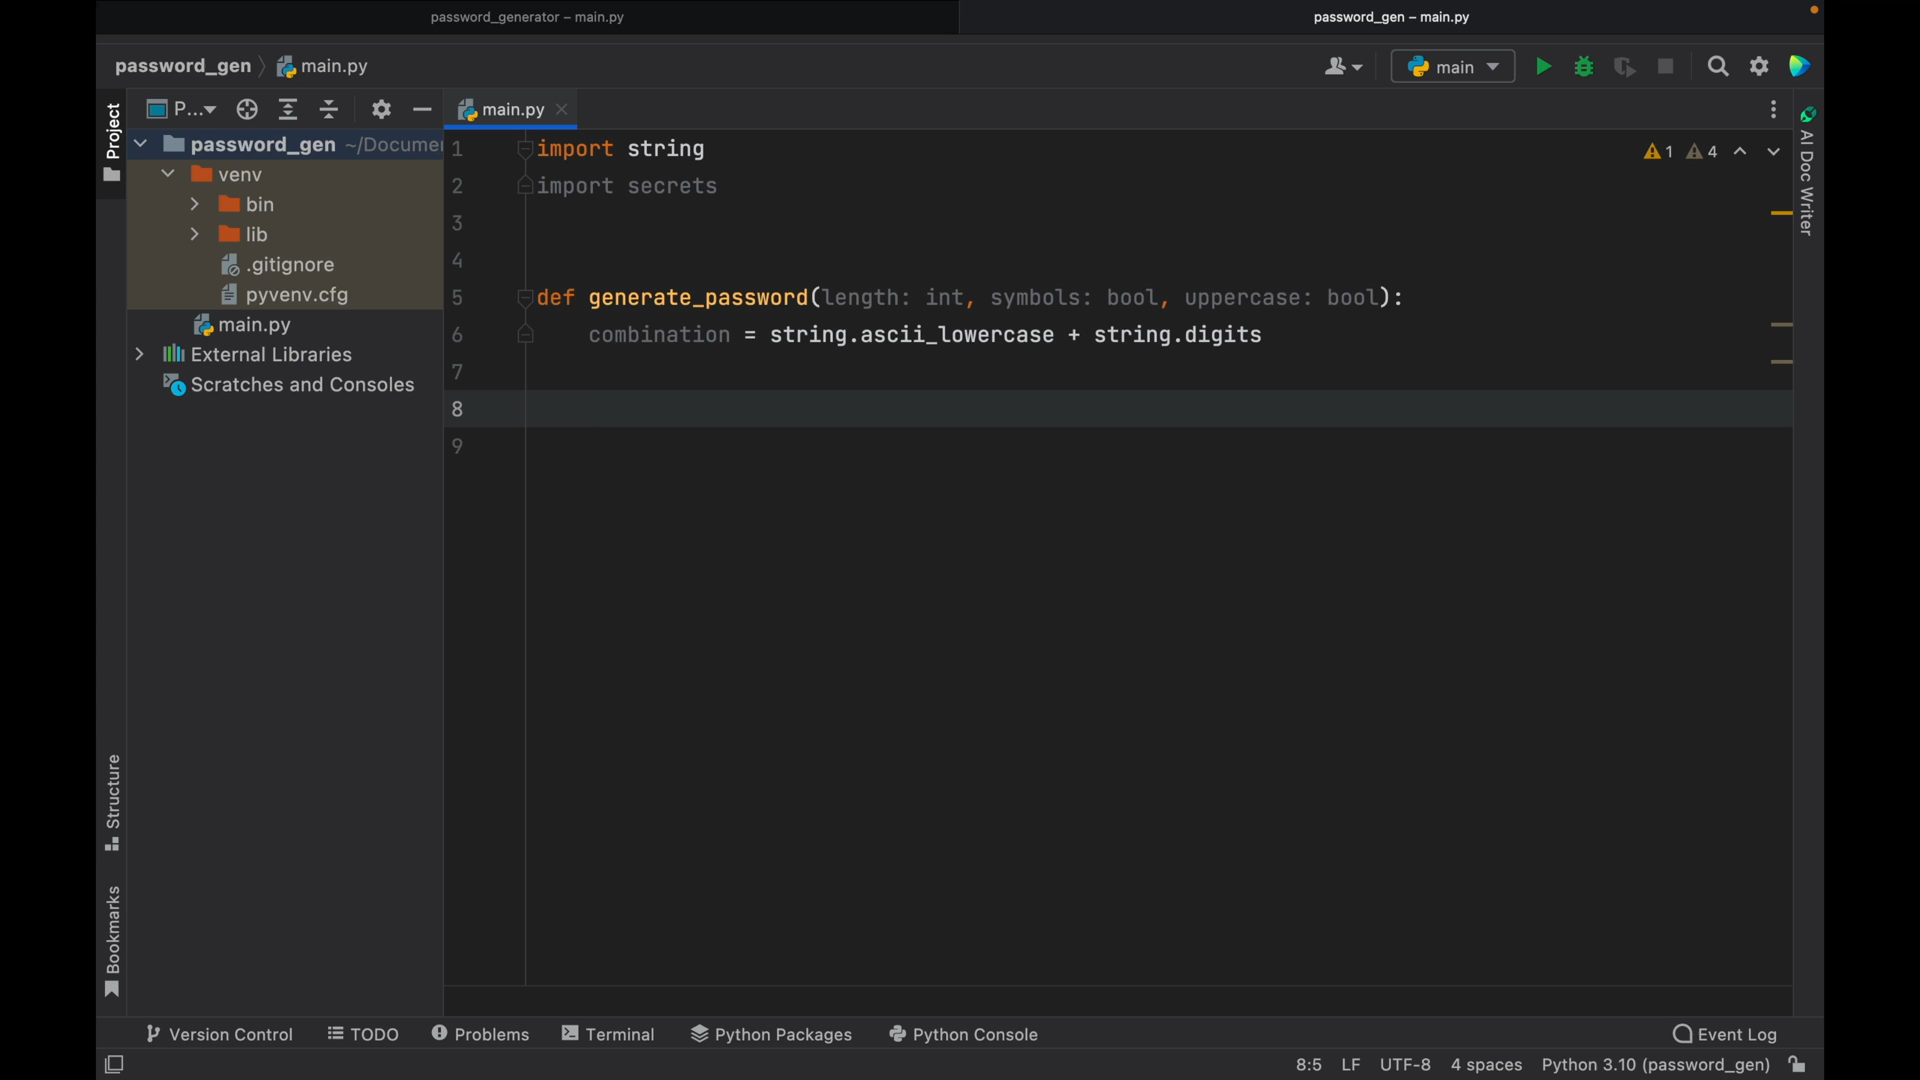 password_generator – main.py
password_gen – main.py
password_gen
main.py
main
Project
P...
main.py
password_gen ~/Documer
venv
bin
lib
.gitignore
pyvenv.cfg
main.py
External Libraries
Scratches and Consoles
1 import string
2 import secrets
3
4
5 def generate_password(length: int, symbols: bool, uppercase: bool):
6 combination = string.ascii_lowercase + string.digits
7
8
9
1 4
AI Doc Writer
Structure
Bookmarks
Version Control
TODO
Problems
Terminal
Python Packages
Python Console
Event Log
8:5 LF UTF-8 4 spaces Python 3.10 (password_gen)